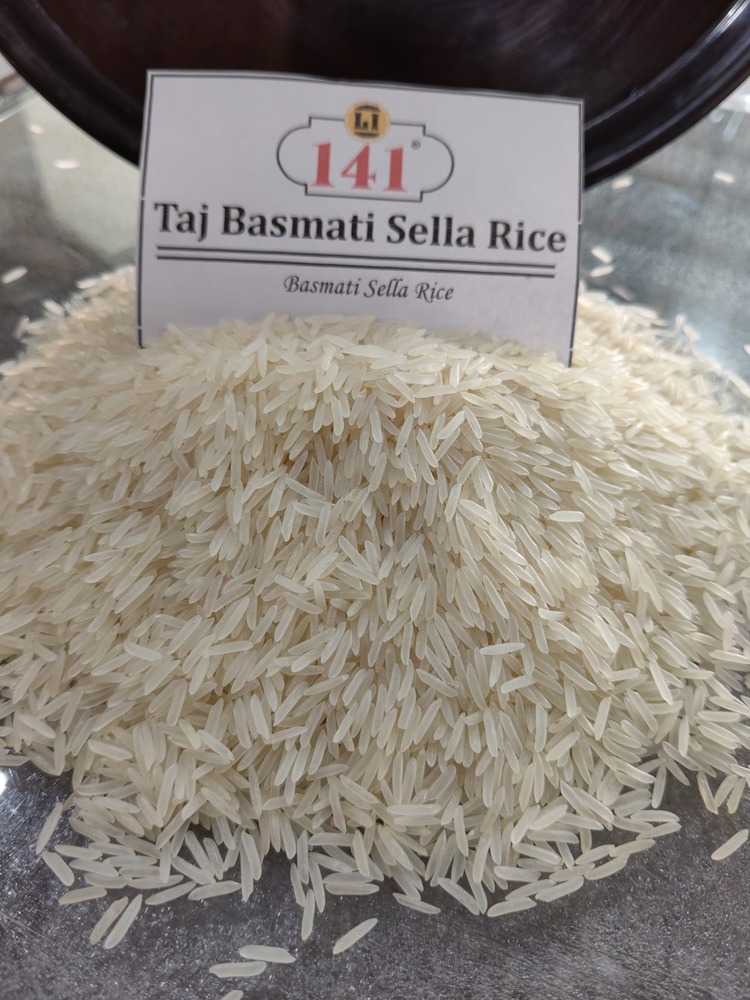 LI
141®
Taj Basmati Sella Rice
Basmati Sella Rice